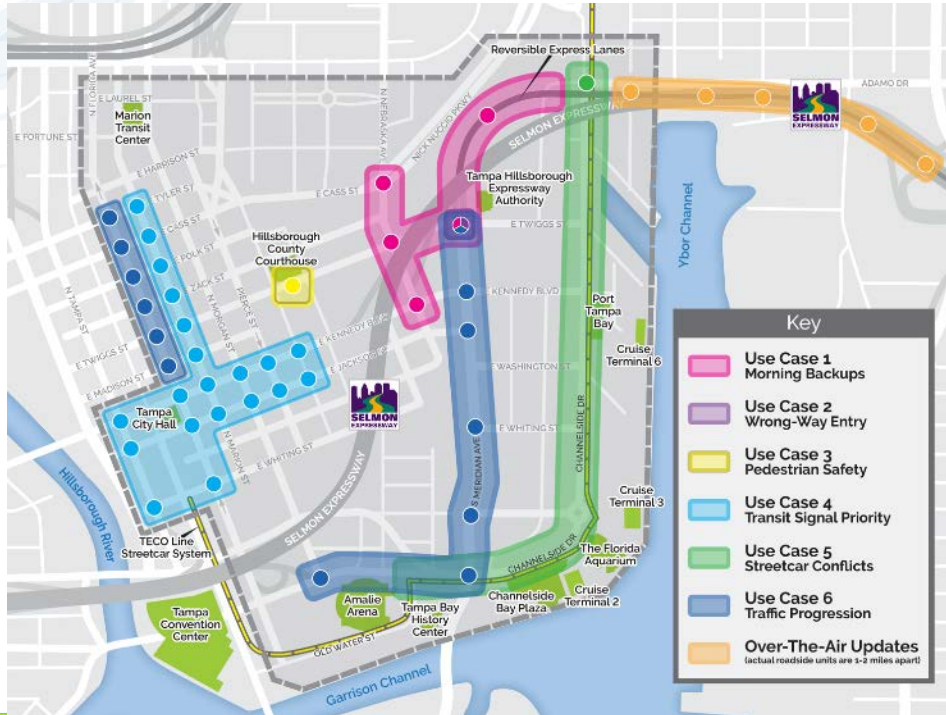 Reversible Express Lanes
ADAMO DR
SELMON
EXPRESSWAY
N FLORIDA AVE
E LAUREL ST
Marion
Transit
Center
E FORTUNE ST
N NEBRASKA AVE
NICK NUCCIO PKWY
SELMON EXPRESSWAY
E HARRISON ST
TYLER ST
E CASS ST
E CASS ST
Tampa Hillsborough
Expressway
Authority
E TWIGGS ST
Ybor Channel
E POLK ST
ZACK ST
Hillsborough
County
Courthouse
N TAMPA ST
N MORGAN ST
PIERCE ST
KENNEDY BLVD
E KENNEDY BLVD
E JACKSON ST
Port
Tampa
Bay
Cruise
Terminal 6
E TWIGGS ST
E MADISON ST
E WASHINGTON ST
Tampa
City Hall
SELMON
EXPRESSWAY
N MARION ST
E WHITING ST
E WHITING ST
S MERIDIAN AVE
CHANNELSIDE DR
Hillsborough River
SELMON EXPRESSWAY
Cruise
Terminal 3
TECO Line
Streetcar System
CHANNELSIDE DR
The Florida
Aquarium
Tampa
Convention
Center
Amalie
Arena
Tampa Bay
History
Center
Channelside
Bay Plaza
Cruise
Terminal 2
OLD WATER ST
Garrison Channel
Key
Use Case 1
Morning Backups
Use Case 2
Wrong-Way Entry
Use Case 3
Pedestrian Safety
Use Case 4
Transit Signal Priority
Use Case 5
Streetcar Conflicts
Use Case 6
Traffic Progression
Over-The-Air Updates
(actual roadside units are 1-2 miles apart)